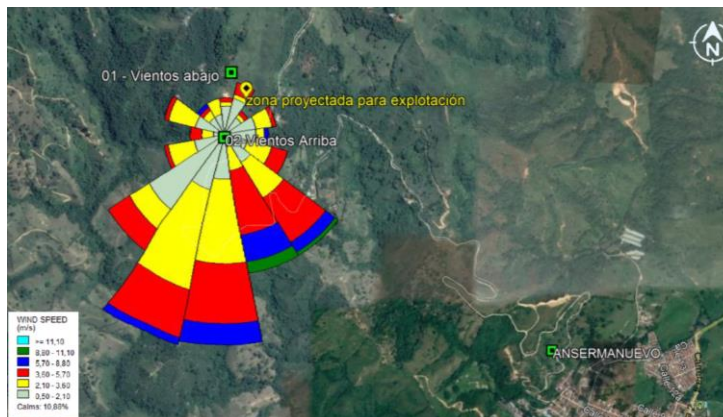 N
01 - Vientos abajo
zona proyectada para explotación
02 Vientos Arriba
ANSERMANUEVO
WIND SPEED
(m/s)
>= 11,10
8,80 - 11,10
5,70 - 8,80
3,60 - 5,70
2,10 - 3,60
0,50 - 2,10
Calms: 10,88%